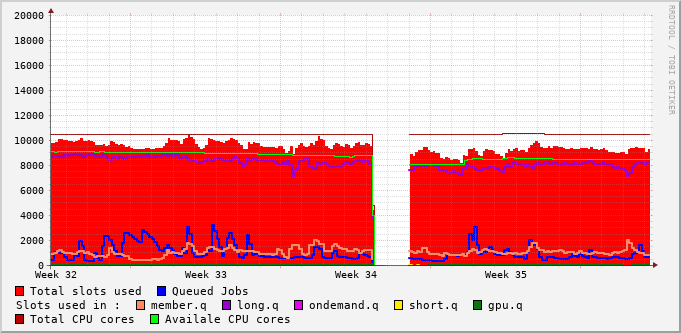 20000
18000
16000
14000
12000
10000
8000
6000
4000
2000
0
Week 32 Week 33 Week 34 Week 35
Total slots used Queued Jobs
Slots used in : member.q long.q ondemand.q short.q gpu.q
Total CPU cores Availale CPU cores
RRDTOOL / TOBI OETIKER